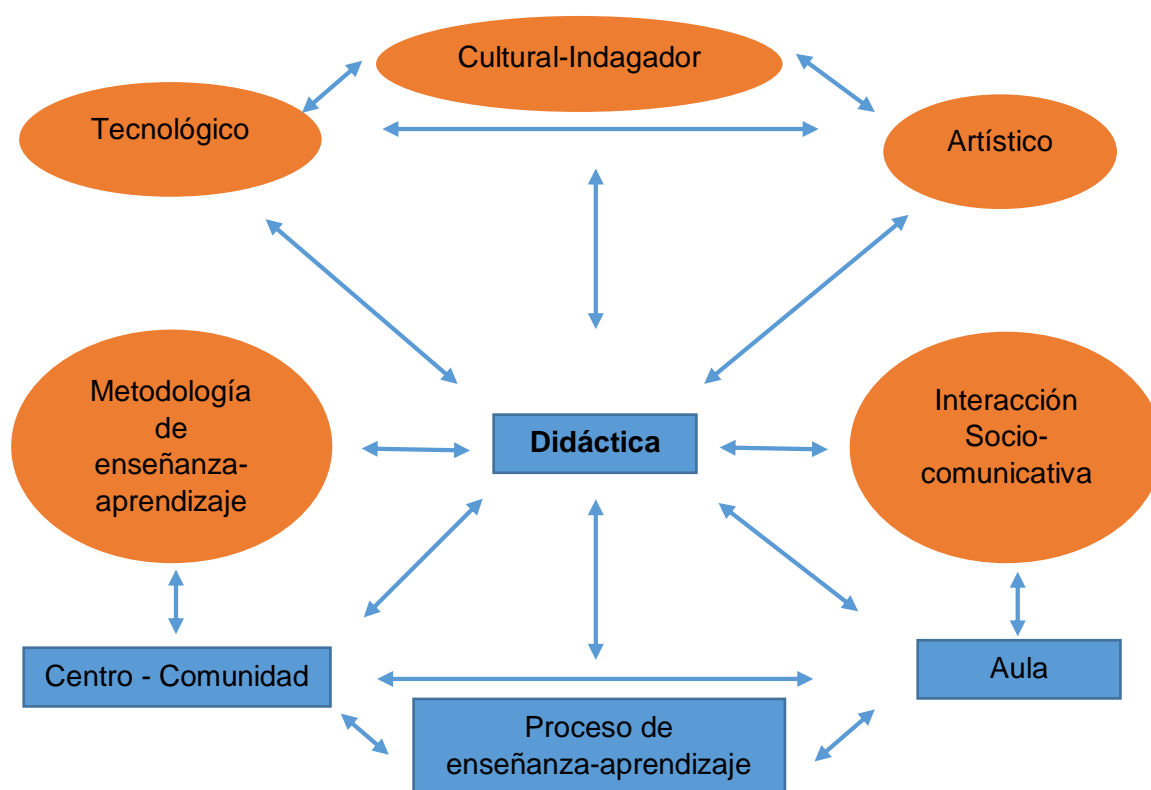 Cultural-Indagador
Tecnológico
Artístico
Metodología
de
enseñanza-
aprendizaje
Didáctica
Interacción
Socio-
comunicativa
Centro - Comunidad
Aula
Proceso de
enseñanza-aprendizaje